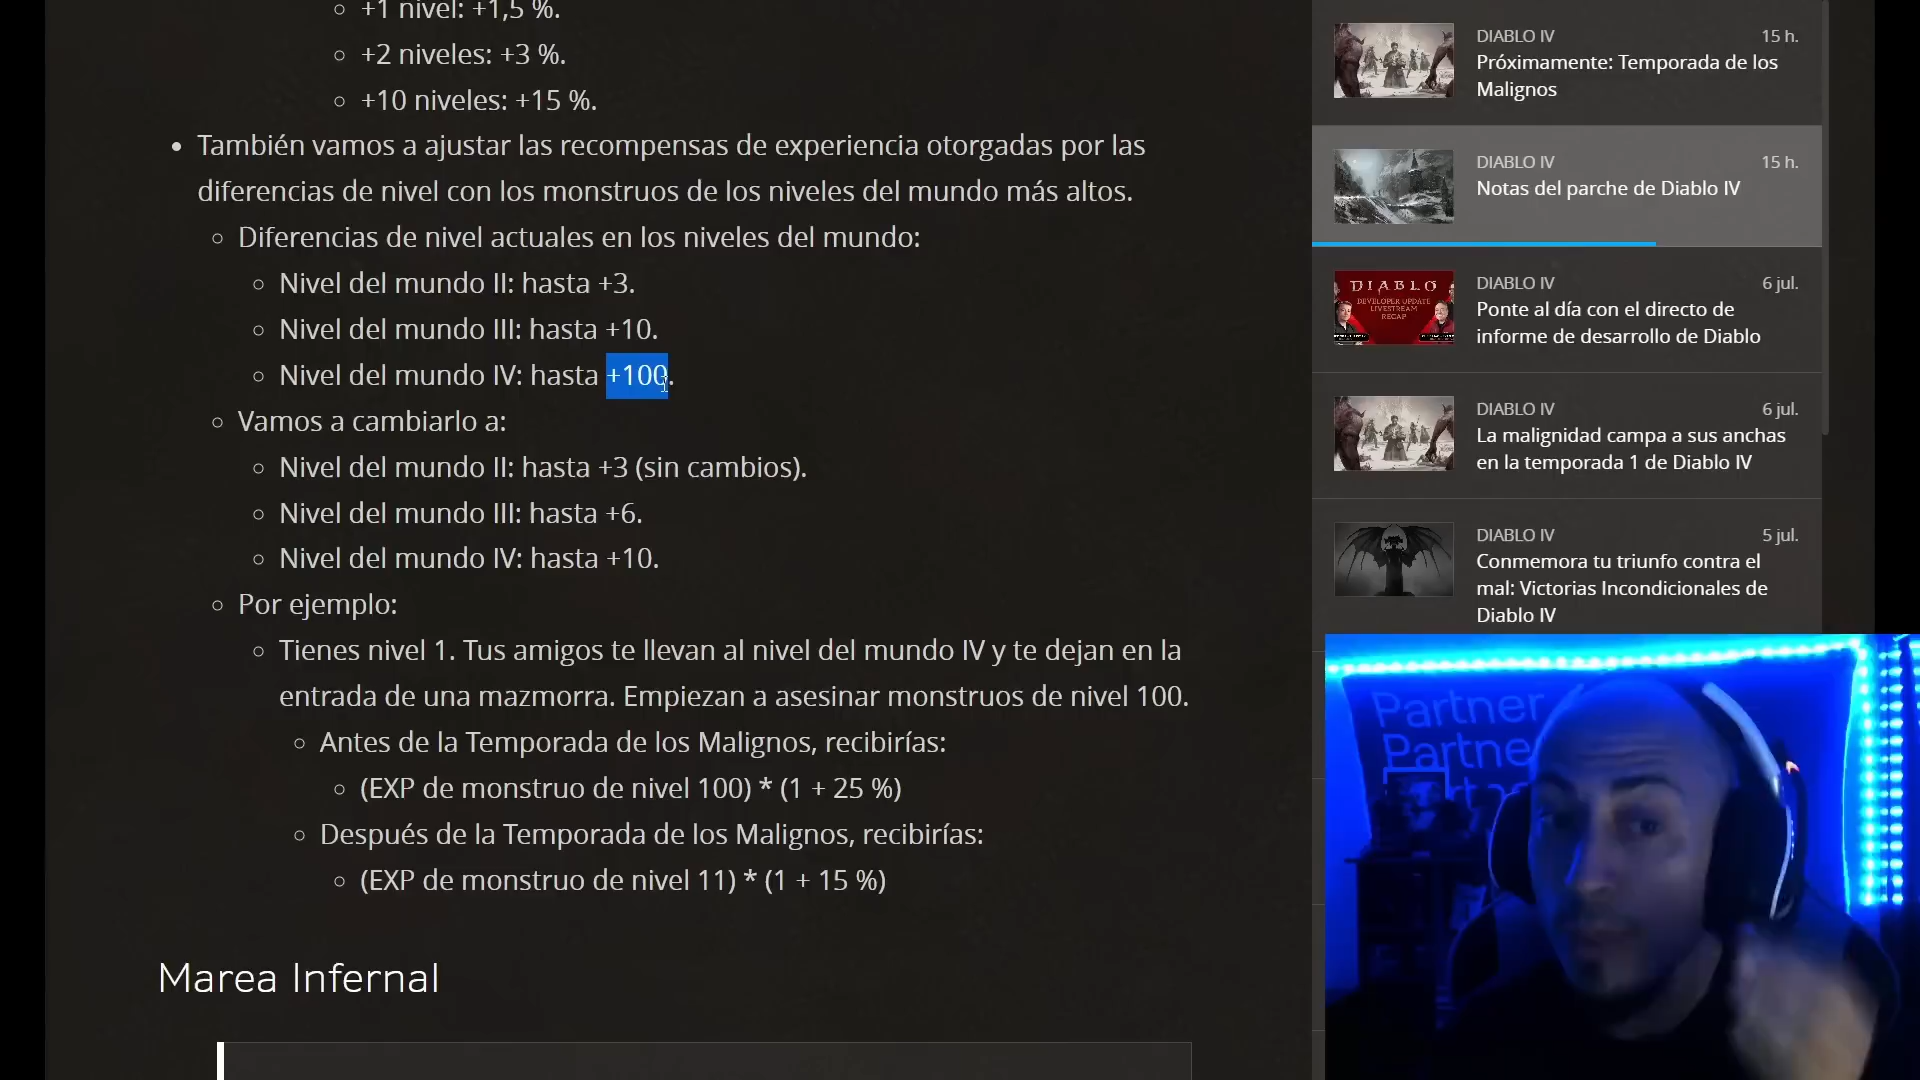 +1 nivel: +1,5 %.
+2 niveles: +3 %.
+10 niveles: +15 %.
También vamos a ajustar las recompensas de experiencia otorgadas por las
diferencias de nivel con los monstruos de los niveles del mundo más altos.
Diferencias de nivel actuales en los niveles del mundo:
Nivel del mundo II: hasta +3.
Nivel del mundo III: hasta +10.
Nivel del mundo IV: hasta +100.
Vamos a cambiarlo a:
Nivel del mundo II: hasta +3 (sin cambios).
Nivel del mundo III: hasta +6.
Nivel del mundo IV: hasta +10.
Por ejemplo:
Tienes nivel 1. Tus amigos te llevan al nivel del mundo IV y te dejan en la
entrada de una mazmorra. Empiezan a asesinar monstruos de nivel 100.
Antes de la Temporada de los Malignos, recibirías:
(EXP de monstruo de nivel 100) * (1 + 25 %)
Después de la Temporada de los Malignos, recibirías:
(EXP de monstruo de nivel 11) * (1 + 15 %)
Marea Infernal
DIABLO IV 15 h.
Próximamente: Temporada de los
Malignos
DIABLO IV 15 h.
Notas del parche de Diablo IV
DIABLO
DEVELOPER UPDATE
LIVESTREAM
RECAP
DIABLO IV 6 jul.
Ponte al día con el directo de
informe de desarrollo de Diablo
DIABLO IV 6 jul.
La malignidad campa a sus anchas
en la temporada 1 de Diablo IV
DIABLO IV 5 jul.
Conmemora tu triunfo contra el
mal: Victorias Incondicionales de
Diablo IV
Partner
Partne